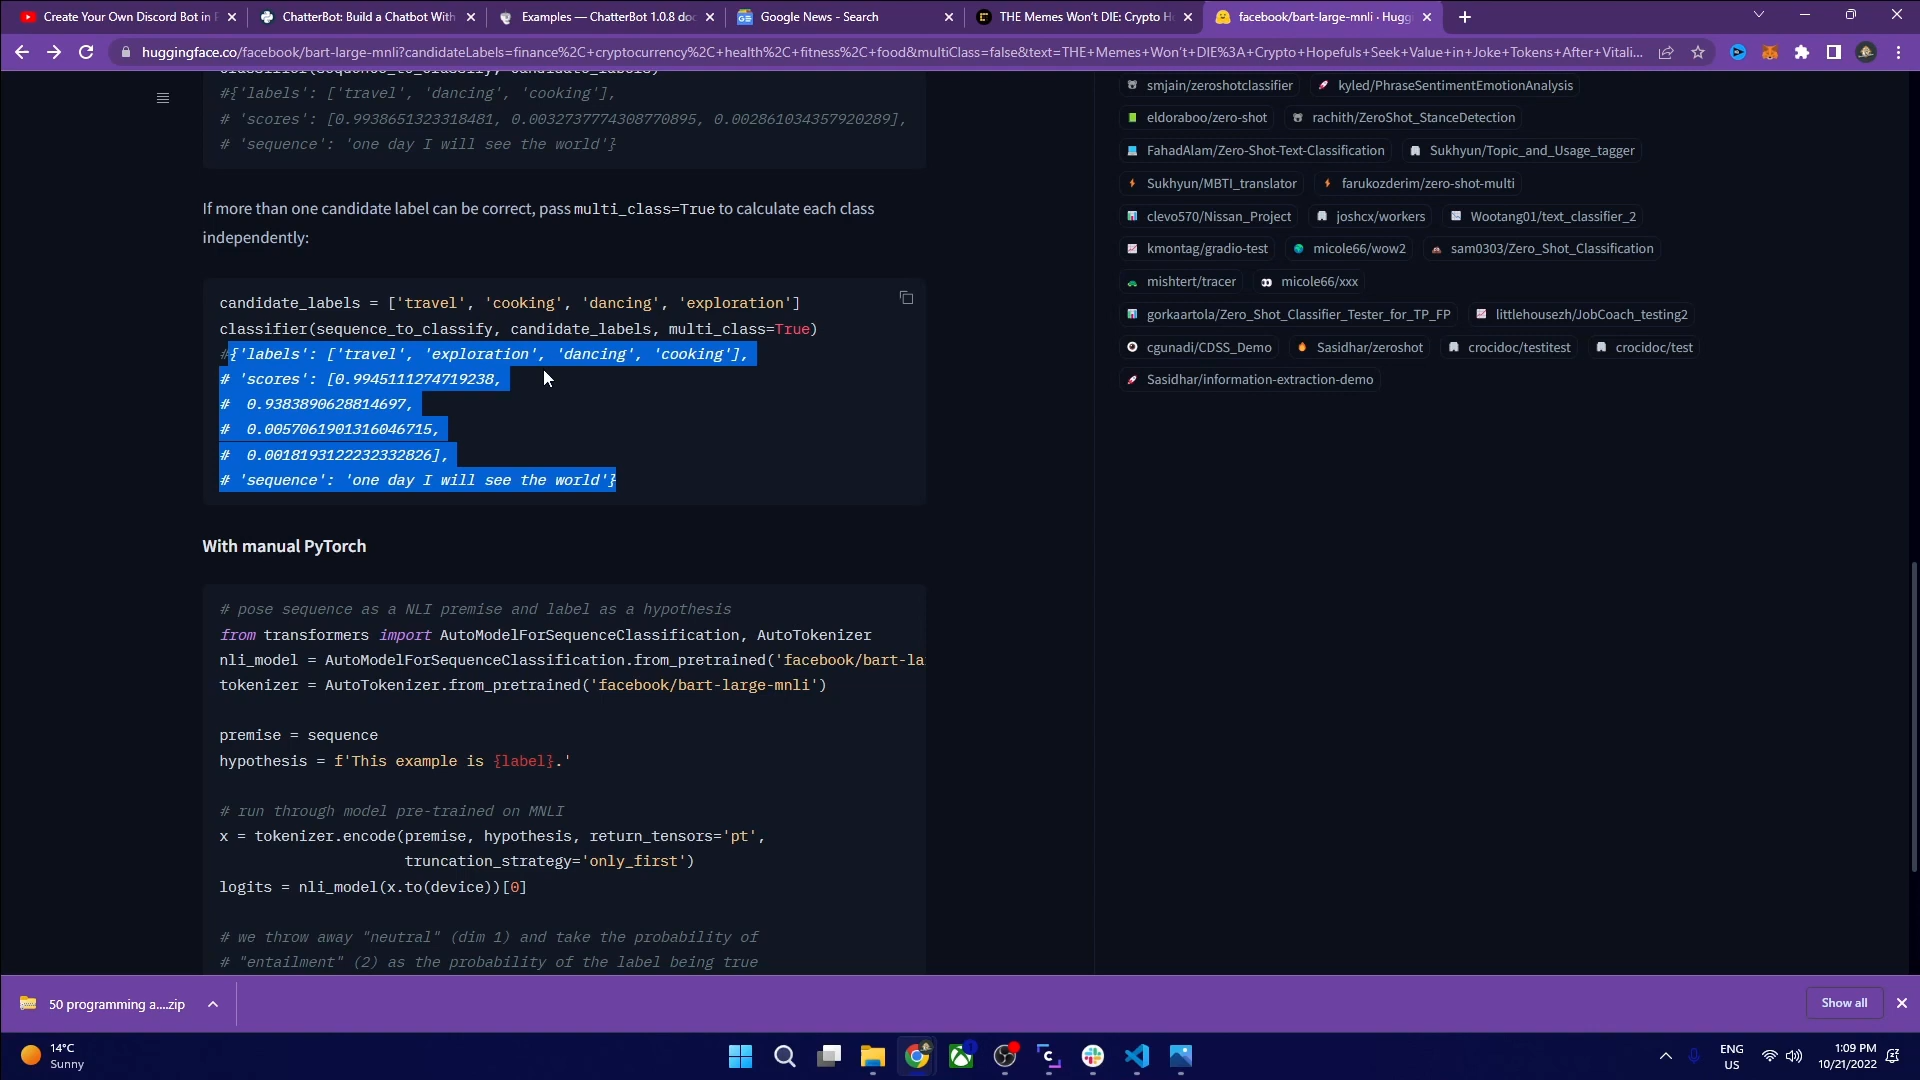 Create Your Own Discord Bot in P
ChatterBot: Build a Chatbot With
Examples — ChatterBot 1.0.8 doc
Google News - Search
THE Memes Won't DIE: Crypto H
facebook/bart-large-mnli · Hugg
huggingface.co/facebook/bart-large-mnli?candidateLabels=finance%2C+cryptocurrency%2C+health%2C+fitness%2C+food&multiClass=false&text=THE+Memes+Won't+DIE%3A+Crypto+Hopefuls+Seek+Value+in+Joke+Tokens+After+Vitali...
classifier(sequence_to_classify, candidate_labels)
#{'labels': ['travel', 'dancing', 'cooking'],
# 'scores': [0.9938651323318481, 0.0032737774308770895, 0.002861034357920289],
# 'sequence': 'one day I will see the world'}
If more than one candidate label can be correct, pass multi_class=True to calculate each class
independently:
candidate_labels = ['travel', 'cooking', 'dancing', 'exploration']
classifier(sequence_to_classify, candidate_labels, multi_class=True)
#{'labels': ['travel', 'exploration', 'dancing', 'cooking'],
# 'scores': [0.9945111274719238,
# 0.9383890628814697,
# 0.0057061901316046715,
# 0.0018193122232332826],
# 'sequence': 'one day I will see the world'}
With manual PyTorch
# pose sequence as a NLI premise and label as a hypothesis
from transformers import AutoModelForSequenceClassification, AutoTokenizer
nli_model = AutoModelForSequenceClassification.from_pretrained('facebook/bart-la
tokenizer = AutoTokenizer.from_pretrained('facebook/bart-large-mnli')
premise = sequence
hypothesis = f'This example is {label}.'
# run through model pre-trained on MNLI
x = tokenizer.encode(premise, hypothesis, return_tensors='pt',
truncation_strategy='only_first')
logits = nli_model(x.to(device))[0]
# we throw away "neutral" (dim 1) and take the probability of
# "entailment" (2) as the probability of the label being true
smjain/zeroshotclassifier
kyled/PhraseSentimentEmotionAnalysis
eldoraboo/zero-shot
rachith/ZeroShot_StanceDetection
FahadAlam/Zero-Shot-Text-Classification
Sukhyun/Topic_and_Usage_tagger
Sukhyun/MBTI_translator
farukozderim/zero-shot-multi
clevo570/Nissan_Project
joshcx/workers
Wootang01/text_classifier_2
kmontag/gradio-test
micole66/wow2
sam0303/Zero_Shot_Classification
mishtert/tracer
micole66/xxx
gorkaartola/Zero_Shot_Classifier_Tester_for_TP_FP
littlehousezh/JobCoach_testing2
cgunadi/CDSS_Demo
Sasidhar/zeroshot
crocidoc/testitest
crocidoc/test
Sasidhar/information-extraction-demo
50 programming a....zip
Show all
14°C
Sunny
ENG
US
1:09 PM
10/21/2022